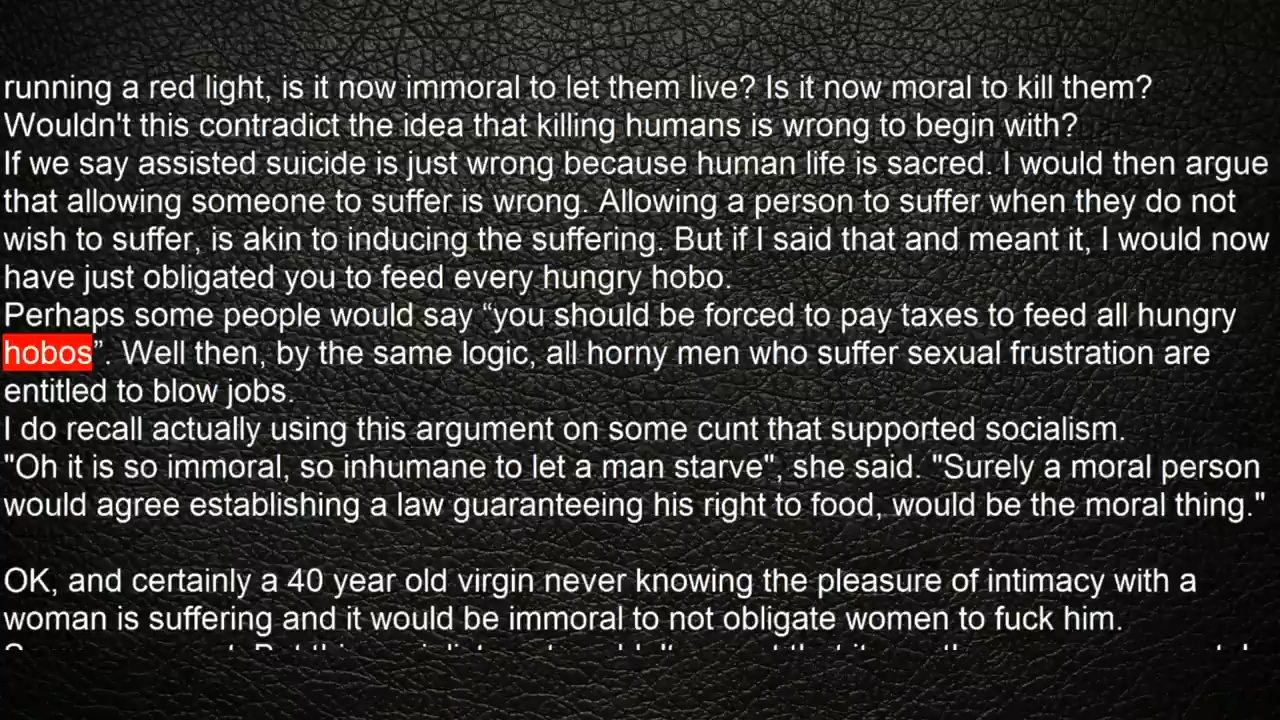 running a red light, is it now immoral to let them live? Is it now moral to kill them?
Wouldn't this contradict the idea that killing humans is wrong to begin with?
If we say assisted suicide is just wrong because human life is sacred. I would then argue
that allowing someone to suffer is wrong. Allowing a person to suffer when they do not
wish to suffer, is akin to inducing the suffering. But if I said that and meant it, I would now
have just obligated you to feed every hungry hobo.
Perhaps some people would say “you should be forced to pay taxes to feed all hungry
hobos”. Well then, by the same logic, all horny men who suffer sexual frustration are
entitled to blow jobs.
I do recall actually using this argument on some cunt that supported socialism.
"Oh it is so immoral, so inhumane to let a man starve", she said. "Surely a moral person
would agree establishing a law guaranteeing his right to food, would be the moral thing."
OK, and certainly a 40 year old virgin never knowing the pleasure of intimacy with a
woman is suffering and it would be immoral to not obligate women to fuck him.